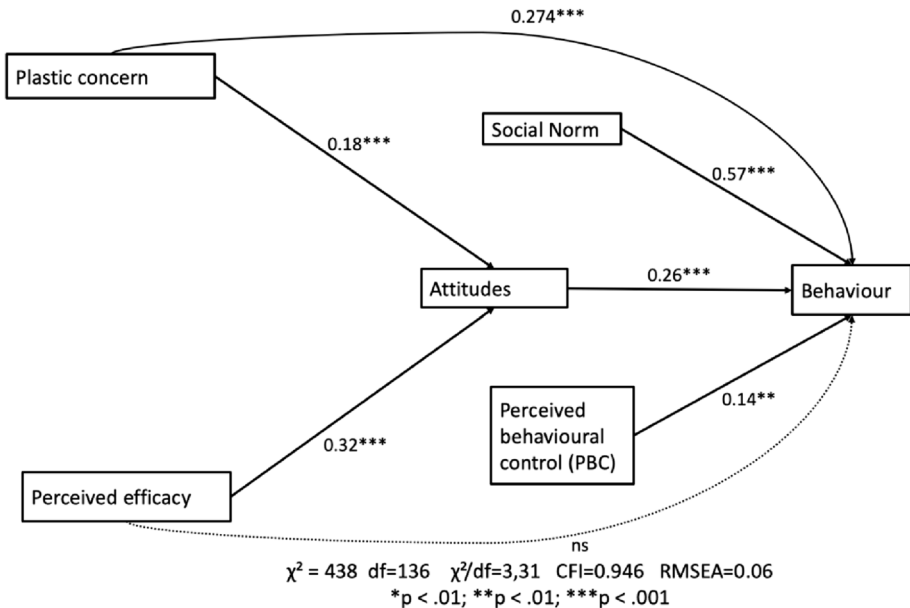 0.274***
Plastic concern
Social Norm
0.18***
0.57***
Attitudes
0.26***
Behaviour
Perceived
behavioural
control (PBC)
0.14**
0.32***
Perceived efficacy
ns
χ² = 438 df=136 χ²/df=3,31 CFI=0.946 RMSEA=0.06
*p < .01; **p < .01; ***p < .001